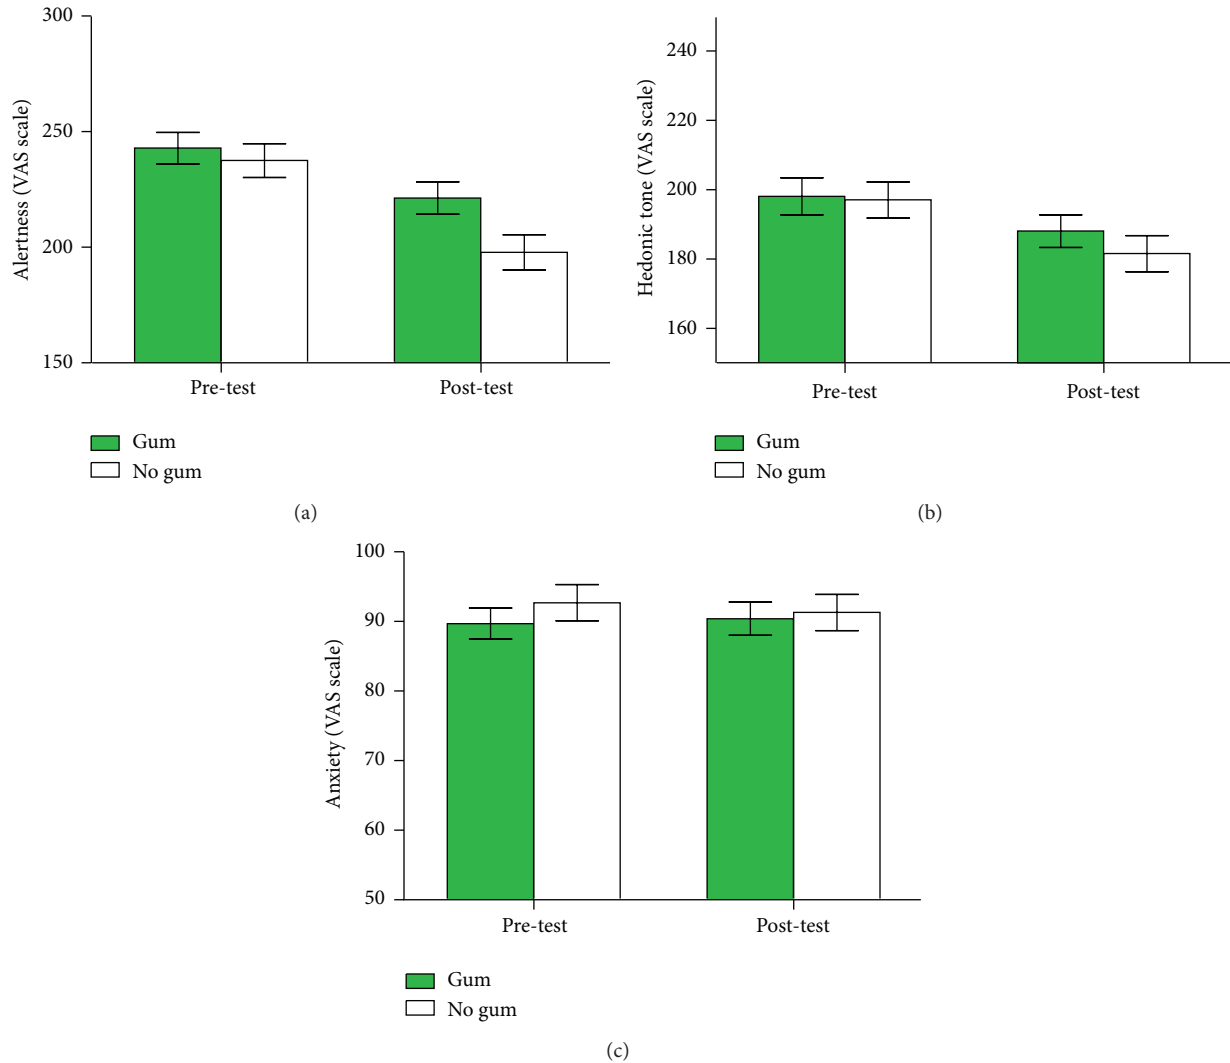 300
250
200
150
Alertness (VAS scale)
Pre-test
Post-test
Gum
No gum
(a)
240
220
200
180
160
Hedonic tone (VAS scale)
Pre-test
Post-test
Gum
No gum
(b)
100
90
80
70
60
50
Anxiety (VAS scale)
Pre-test
Post-test
Gum
No gum
(c)